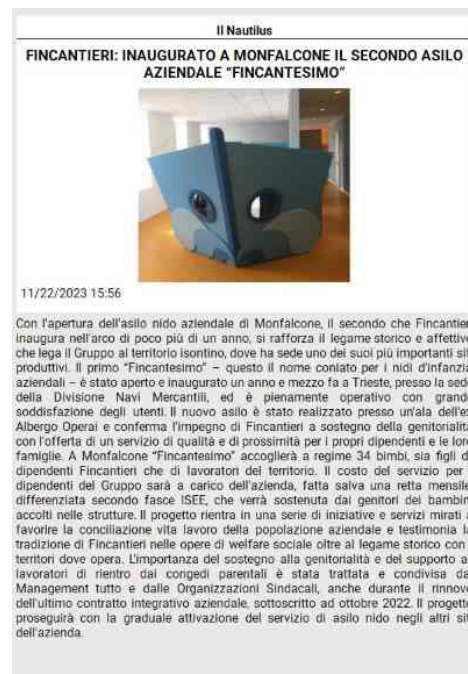 Il Nautilus
FINCANTIERI: INAUGURATO A MONFALCONE IL SECONDO ASILO
AZIENDALE “FINCANTESIMO”
11/22/2023 15:56
Con l'apertura dell'asilo nido aziendale di Monfalcone, il secondo che Fincantier
inaugura nell'arco di poco più di un anno, si rafforza il legame storico e affettivo
che lega il Gruppo al territorio isontino, dove ha sede uno dei suoi più importanti sit
produttivi. Il primo “Fincantesimo” – questo il nome coniato per i nidi d'infanzia
aziendali – è stato aperto e inaugurato un anno e mezzo fa a Trieste, presso la sede
della Divisione Navi Mercantili, ed è pienamente operativo con grande
soddisfazione degli utenti. Il nuovo asilo è stato realizzato presso un'ala dell'ex
Albergo Operai e conferma l'impegno di Fincantieri a sostegno della genitorialità
con l'offerta di un servizio di qualità e di prossimità per i propri dipendenti e le loro
famiglie. A Monfalcone “Fincantesimo” accoglierà a regime 34 bimbi, sia figli d
dipendenti Fincantieri che di lavoratori del territorio. Il costo del servizio per
dipendenti del Gruppo sarà a carico dell'azienda, fatta salva una retta mensile
differenziata secondo fasce ISEE, che verrà sostenuta dai genitori dei bambin
accolti nelle strutture. Il progetto rientra in una serie di iniziative e servizi mirati a
favorire la conciliazione vita lavoro della popolazione aziendale e testimonia la
tradizione di Fincantieri nelle opere di welfare sociale oltre al legame storico con
territori dove opera. L'importanza del sostegno alla genitorialità e del supporto a
lavoratori di rientro dai congedi parentali è stata trattata e condivisa da
Management tutto e dalle Organizzazioni Sindacali, anche durante il rinnovo
dell'ultimo contratto integrativo aziendale, sottoscritto ad ottobre 2022. Il progetto
proseguirà con la graduale attivazione del servizio di asilo nido negli altri sit
dell'azienda.